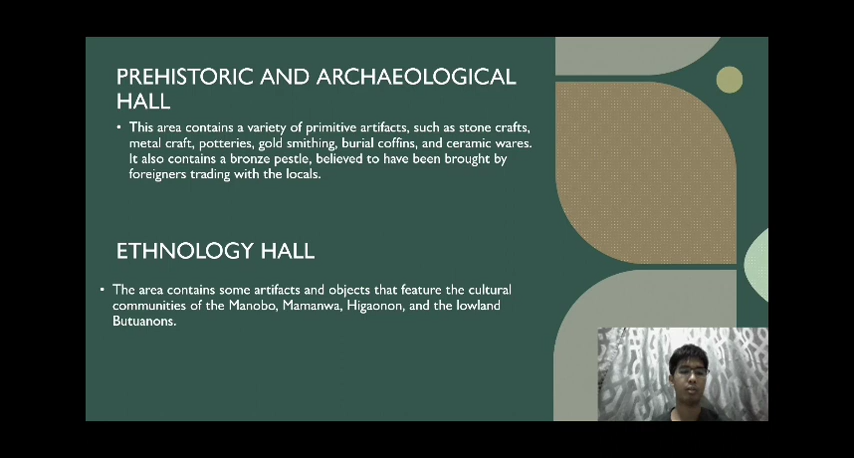 PREHISTORIC AND ARCHAEOLOGICAL
HALL
• This area contains a variety of primitive artifacts, such as stone crafts,
metal craft, potteries, gold smithing, burial coffins, and ceramic wares.
It also contains a bronze pestle, believed to have been brought by
foreigners trading with the locals.
ETHNOLOGY HALL
▪ The area contains some artifacts and objects that feature the cultural
communities of the Manobo, Mamanwa, Higaonon, and the lowland
Butuanons.